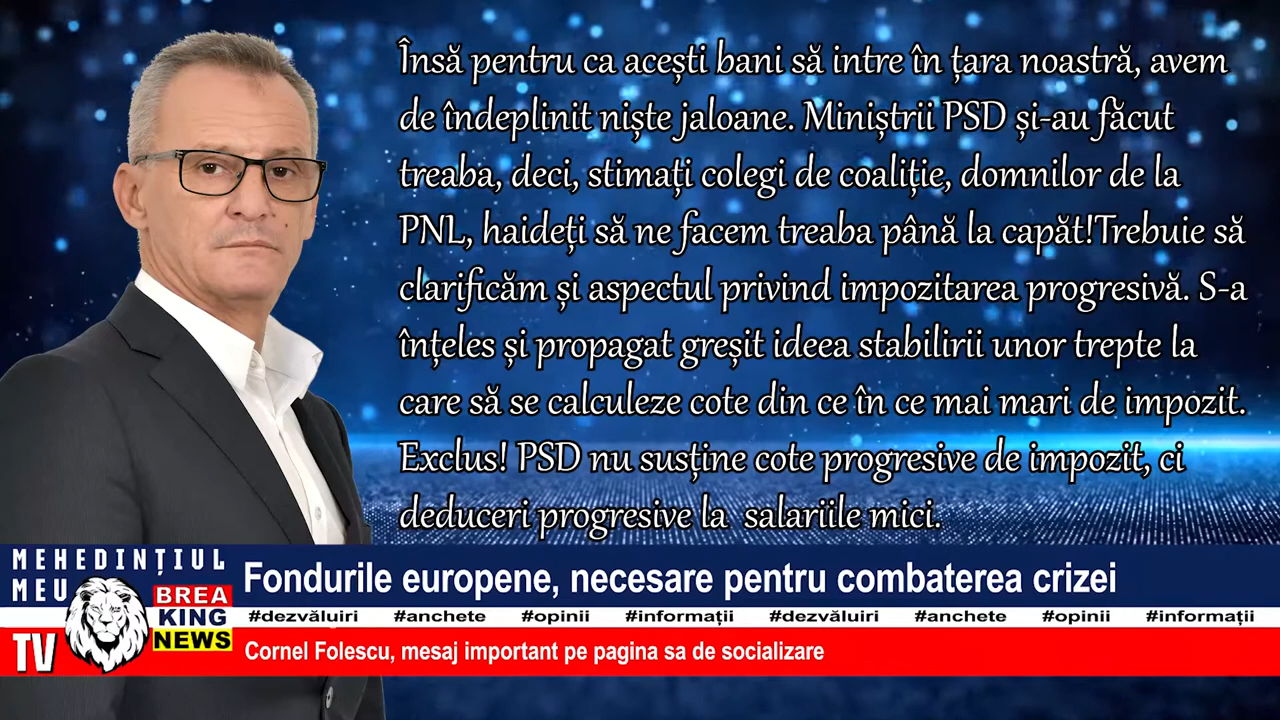 Însă pentru ca acești bani să intre în țara noastră, avem
de îndeplinit niște jaloane. Miniștrii PSD și-au făcut
treaba, deci, stimați colegi de coaliție, domnilor de la
PNL, haideți să ne facem treaba până la capăt!Trebuie să
clarificăm și aspectul privind impozitarea progresivă. S-a
înțeles și propagat greșit ideea stabilirii unor trepte la
care să se calculeze cote din ce în ce mai mari de impozit.
Exclus! PSD nu susține cote progresive de impozit, ci
deduceri progresive la salariile mici.
MEHEDINȚIUL
MEU
TV
BREA
KING
NEWS
Fondurile europene, necesare pentru combaterea crizei
#dezvăluiri #anchete #opinii #informații #dezvăluiri #anchete #opinii #informații
Cornel Folescu, mesaj important pe pagina sa de socializare